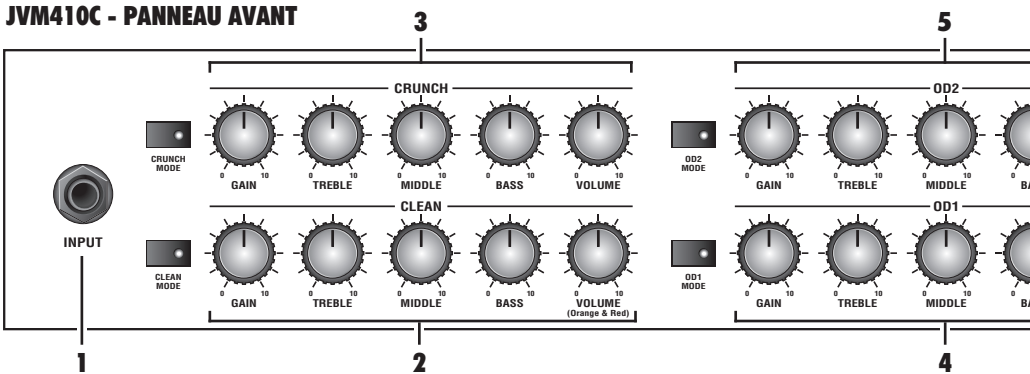 JVM410C - PANNEAU AVANT
3
5
CRUNCH
OD2
CRUNCH
MODE
0 10 0 10 0 10 0 10 0 10
GAIN TREBLE MIDDLE BASS VOLUME
OD2
MODE
0 10 0 10 0 10 0
GAIN TREBLE MIDDLE
CLEAN
OD1
INPUT
CLEAN
MODE
0 10 0 10 0 10 0 10 0 10
GAIN TREBLE MIDDLE BASS VOLUME
(Orange & Red)
OD1
MODE
0 10 0 10 0 10 0
GAIN TREBLE MIDDLE
1
2
4